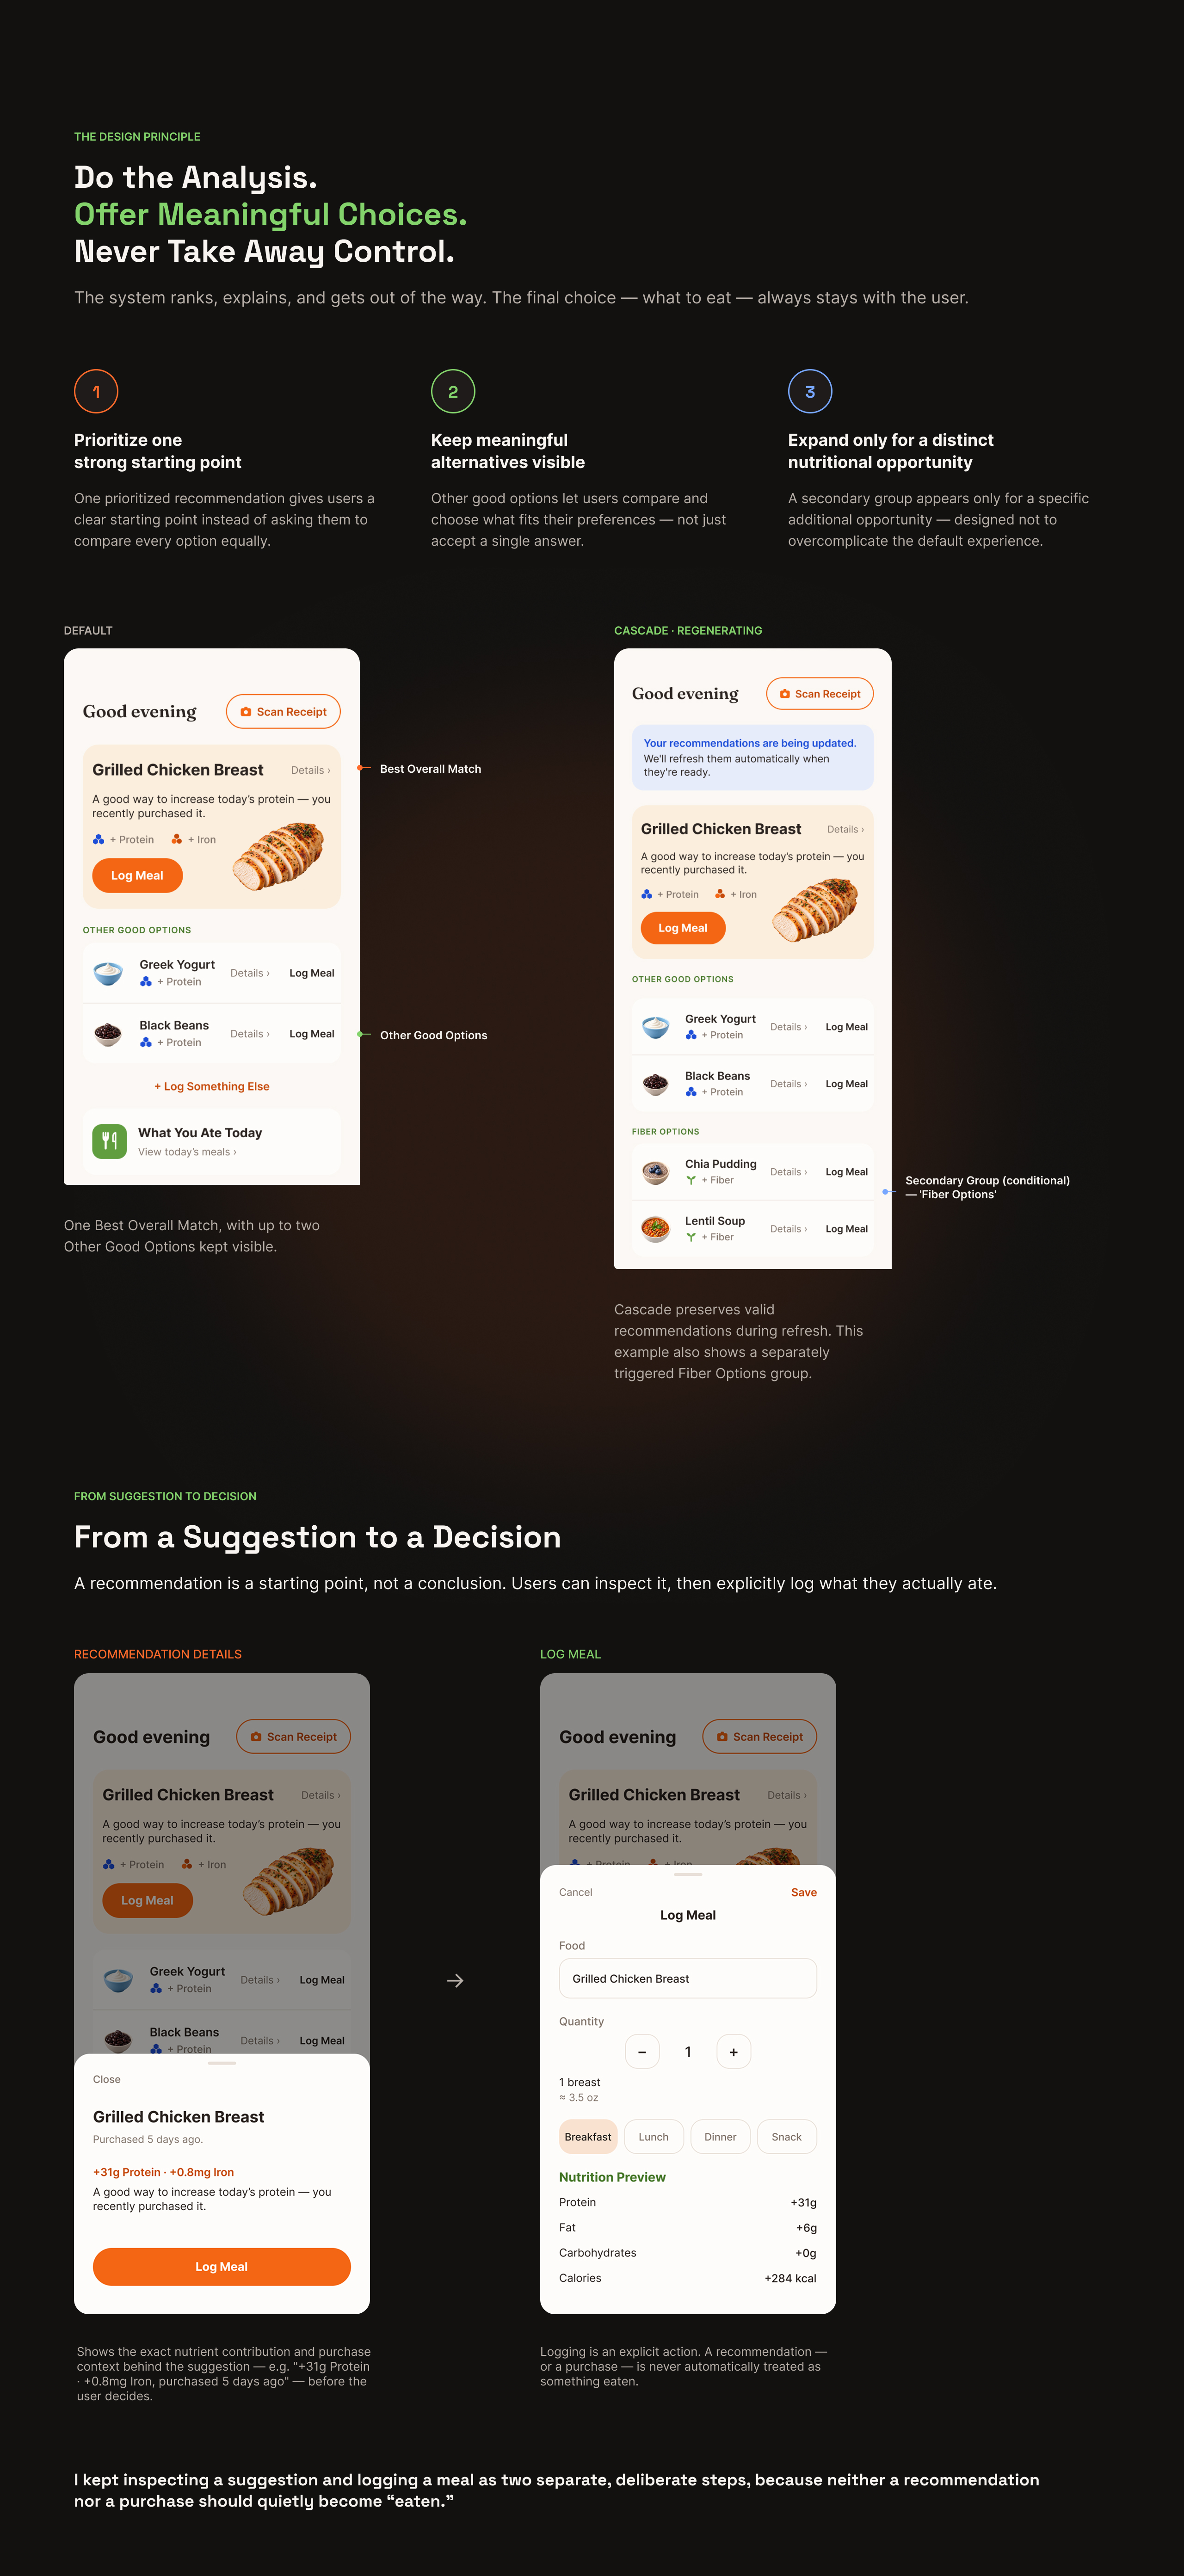 THE DESIGN PRINCIPLE
Do the Analysis.
Offer Meaningful Choices.
Never Take Away Control.
The system ranks, explains, and gets out of the way. The final choice — what to eat — always stays with the user.
1
Prioritize one
strong starting point
One prioritized recommendation gives users a
clear starting point instead of asking them to
compare every option equally.
2
Keep meaningful
alternatives visible
Other good options let users compare and
choose what fits their preferences — not just
accept a single answer.
3
Expand only for a distinct
nutritional opportunity
A secondary group appears only for a specific
additional opportunity — designed not to
overcomplicate the default experience.
DEFAULT
Good evening
Scan Receipt
Grilled Chicken Breast
Details ›
A good way to increase today's protein — you
recently purchased it.
+ Protein
+ Iron
Log Meal
Best Overall Match
OTHER GOOD OPTIONS
Greek Yogurt
+ Protein
Details ›
Log Meal
Black Beans
+ Protein
Details ›
Log Meal
Other Good Options
+ Log Something Else
What You Ate Today
View today's meals ›
One Best Overall Match, with up to two
Other Good Options kept visible.
CASCADE · REGENERATING
Good evening
Scan Receipt
Your recommendations are being updated.
We'll refresh them automatically when
they're ready.
Grilled Chicken Breast
Details ›
A good way to increase today's protein — you
recently purchased it.
+ Protein
+ Iron
Log Meal
OTHER GOOD OPTIONS
Greek Yogurt
+ Protein
Details ›
Log Meal
Black Beans
+ Protein
Details ›
Log Meal
FIBER OPTIONS
Chia Pudding
+ Fiber
Details ›
Log Meal
Lentil Soup
+ Fiber
Details ›
Log Meal
Secondary Group (conditional)
— 'Fiber Options'
Cascade preserves valid
recommendations during refresh. This
example also shows a separately
triggered Fiber Options group.
FROM SUGGESTION TO DECISION
From a Suggestion to a Decision
A recommendation is a starting point, not a conclusion. Users can inspect it, then explicitly log what they actually ate.
RECOMMENDATION DETAILS
Good evening
Scan Receipt
Grilled Chicken Breast
Details ›
A good way to increase today's protein — you
recently purchased it.
+ Protein
+ Iron
Log Meal
Greek Yogurt
+ Protein
Details ›
Log Meal
Black Beans
+ Protein
Details ›
Log Meal
Close
Grilled Chicken Breast
Purchased 5 days ago.
+31g Protein · +0.8mg Iron
A good way to increase today's protein — you
recently purchased it.
Log Meal
Shows the exact nutrient contribution and purchase
context behind the suggestion — e.g. "+31g Protein
· +0.8mg Iron, purchased 5 days ago" — before the
user decides.
→
LOG MEAL
Good evening
Scan Receipt
Grilled Chicken Breast
Details ›
A good way to increase today's protein — you
recently purchased it.
+ Protein
+ Iron
Cancel
Save
Log Meal
Food
Grilled Chicken Breast
Quantity
− 1 +
1 breast
≈ 3.5 oz
Breakfast
Lunch
Dinner
Snack
Nutrition Preview
Protein +31g
Fat +6g
Carbohydrates +0g
Calories +284 kcal
Logging is an explicit action. A recommendation —
or a purchase — is never automatically treated as
something eaten.
I kept inspecting a suggestion and logging a meal as two separate, deliberate steps, because neither a recommendation
nor a purchase should quietly become “eaten.”